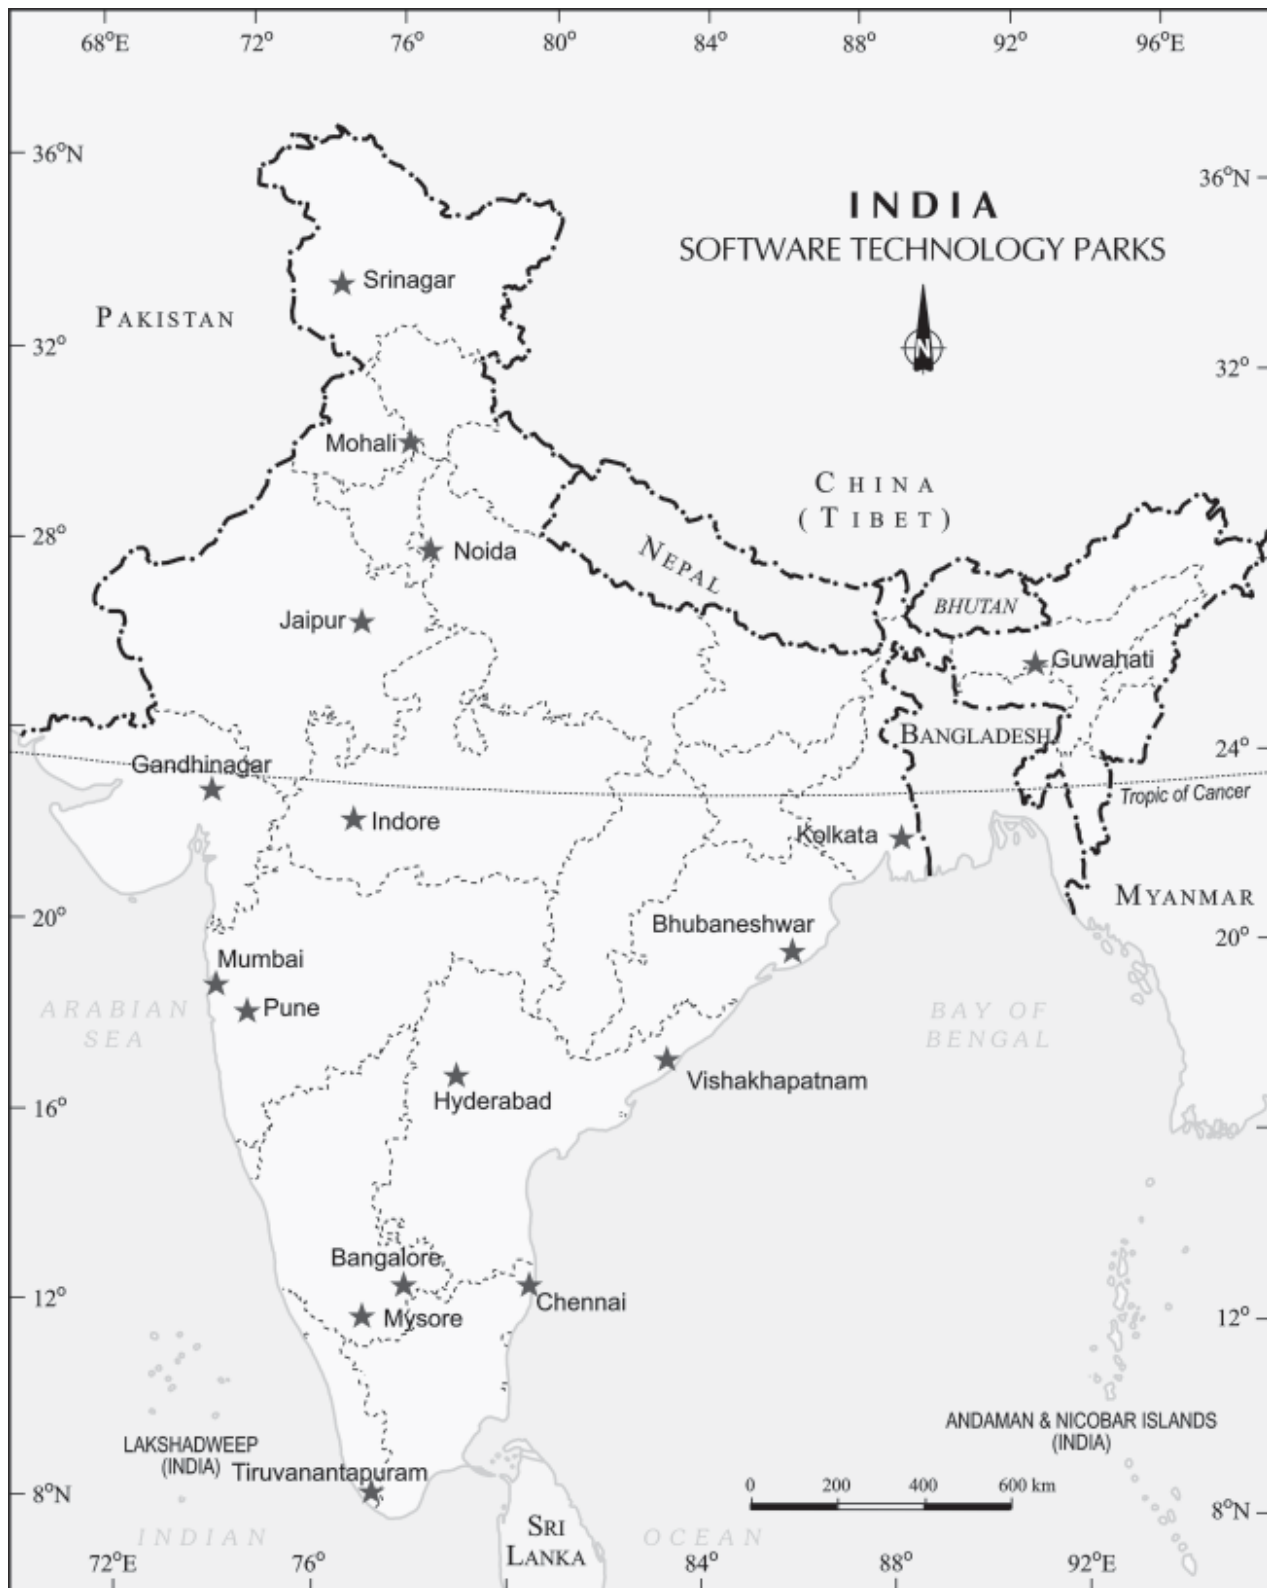 68°E 72° 76° 80° 84° 88° 92° 96°E
36°N
36°N
INDIA
SOFTWARE TECHNOLOGY PARKS
Srinagar
PAKISTAN
N
32°
32°
Mohali
CHINA
(TIBET)
28°
Noida
NEPAL
BHUTAN
Jaipur
Guwahati
BANGLADESH
24°
Gandhinagar
Tropic of Cancer
Indore
Kolkata
MYANMAR
20°
Bhubaneshwar
20°
Mumbai
ARABIAN
SEA
Pune
BAY OF
BENGAL
Vishakhapatnam
Hyderabad
16°
Bangalore
12°
Chennai
Mysore
12°
ANDAMAN & NICOBAR ISLANDS
(INDIA)
LAKSHADWEEP
(INDIA)
Tiruvanantapuram
0 200 400 600 km
8°N
8°N
INDIAN OCEAN
SRI
LANKA
72°E 76° 84° 88° 92°E